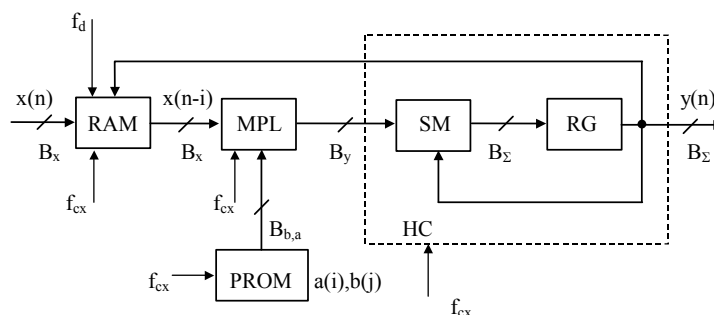 f_d
x(n)
RAM
x(n-i)
MPL
SM
RG
y(n)
B_x
B_x
B_y
B_Σ
B_Σ
f_cx
f_cx
B_b,a
HC
f_cx
PROM
a(i),b(j)
f_cx